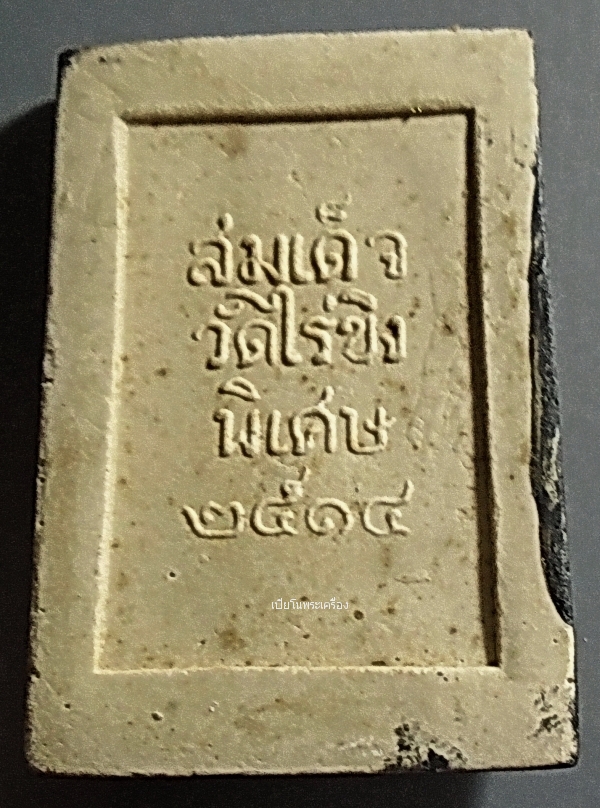 สมเด็จ
วัดไร่ขิง
พิเศษ
๒๕๑๔
เปียโนพระเครื่อง